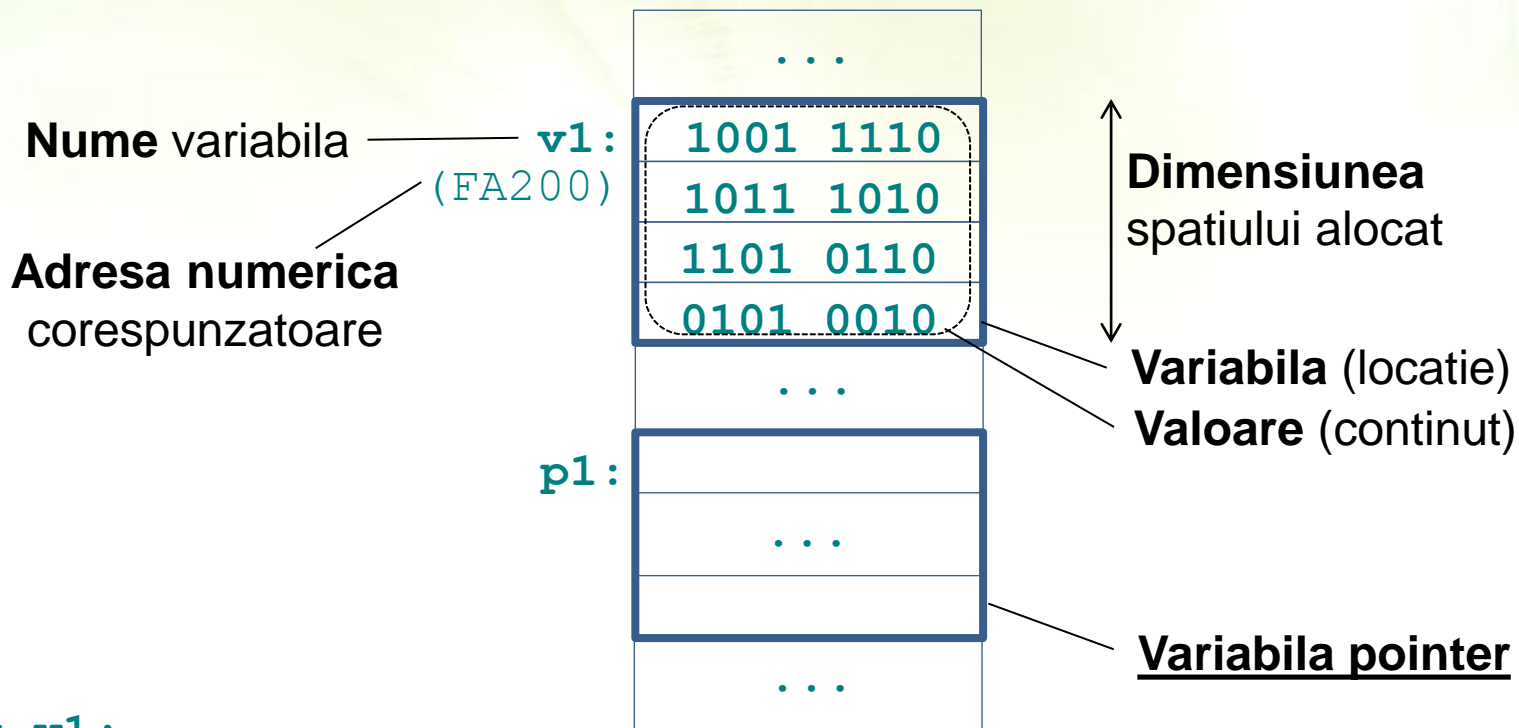 ...
Nume variabila
v1:
1001 1110
(FA200)
1011 1010
1101 0110
0101 0010
Adresa numerica
corespunzatoare
Dimensiunea
spatiului alocat
Variabila (locatie)
Valoare (continut)
...
p1:
...
Variabila pointer
...
v1;